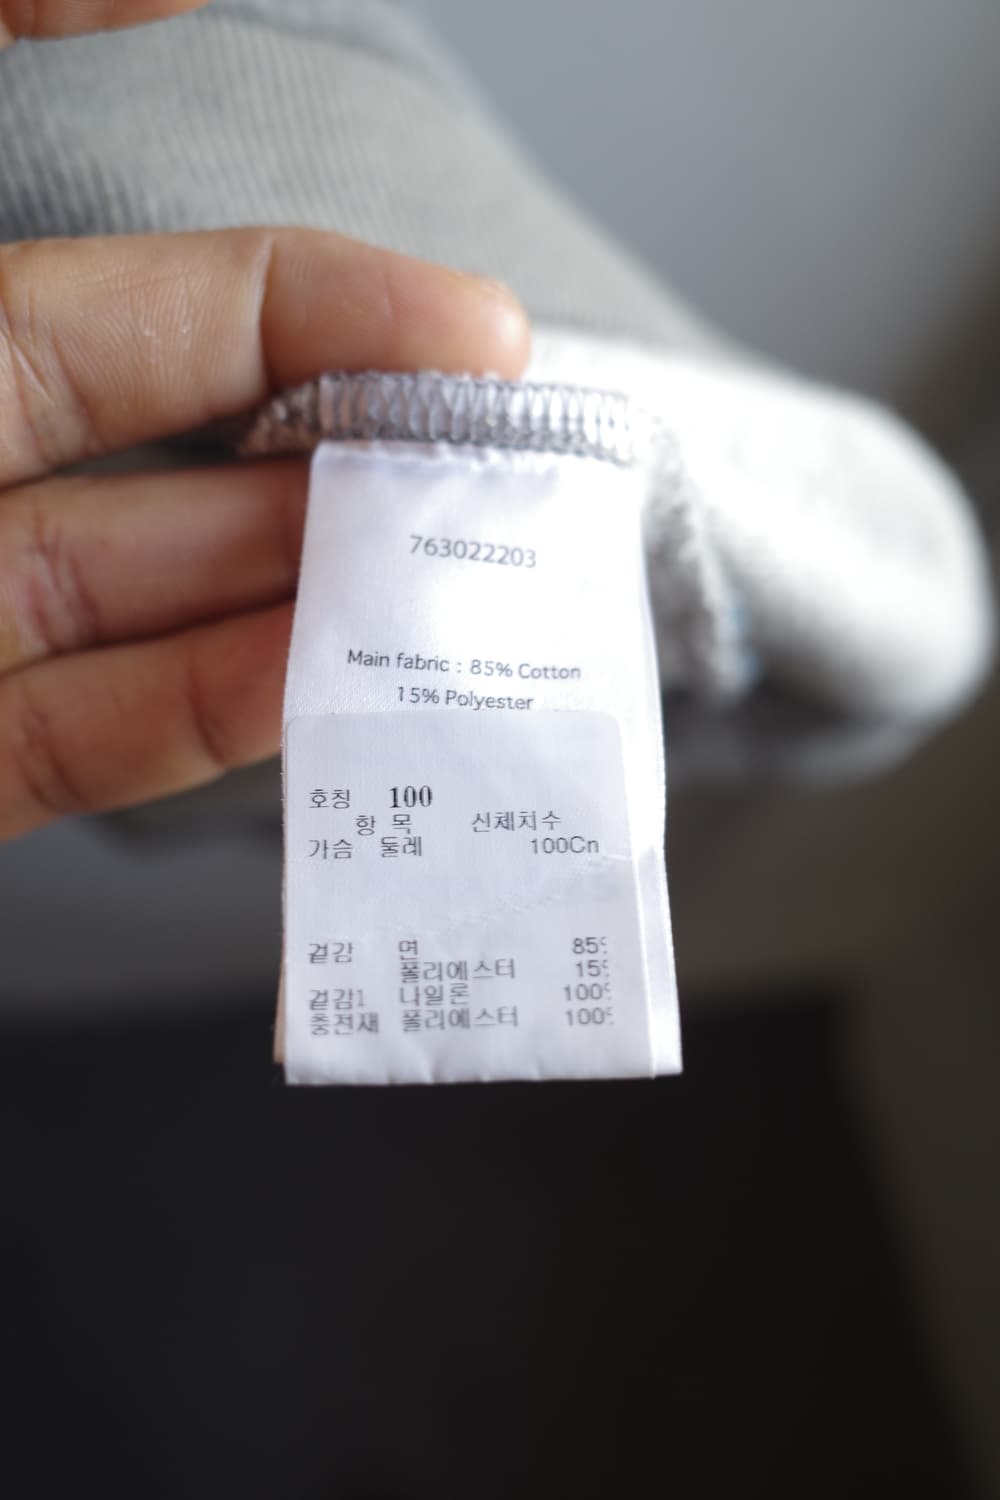 763022203
Main fabric : 85% Cotton
15% Polyester
호칭 100
항 목 신체치수
가슴 둘레 100Cm
겉감 면 85%
폴리에스터 15%
겉감1 나일론 100%
충전재 폴리에스터 100%